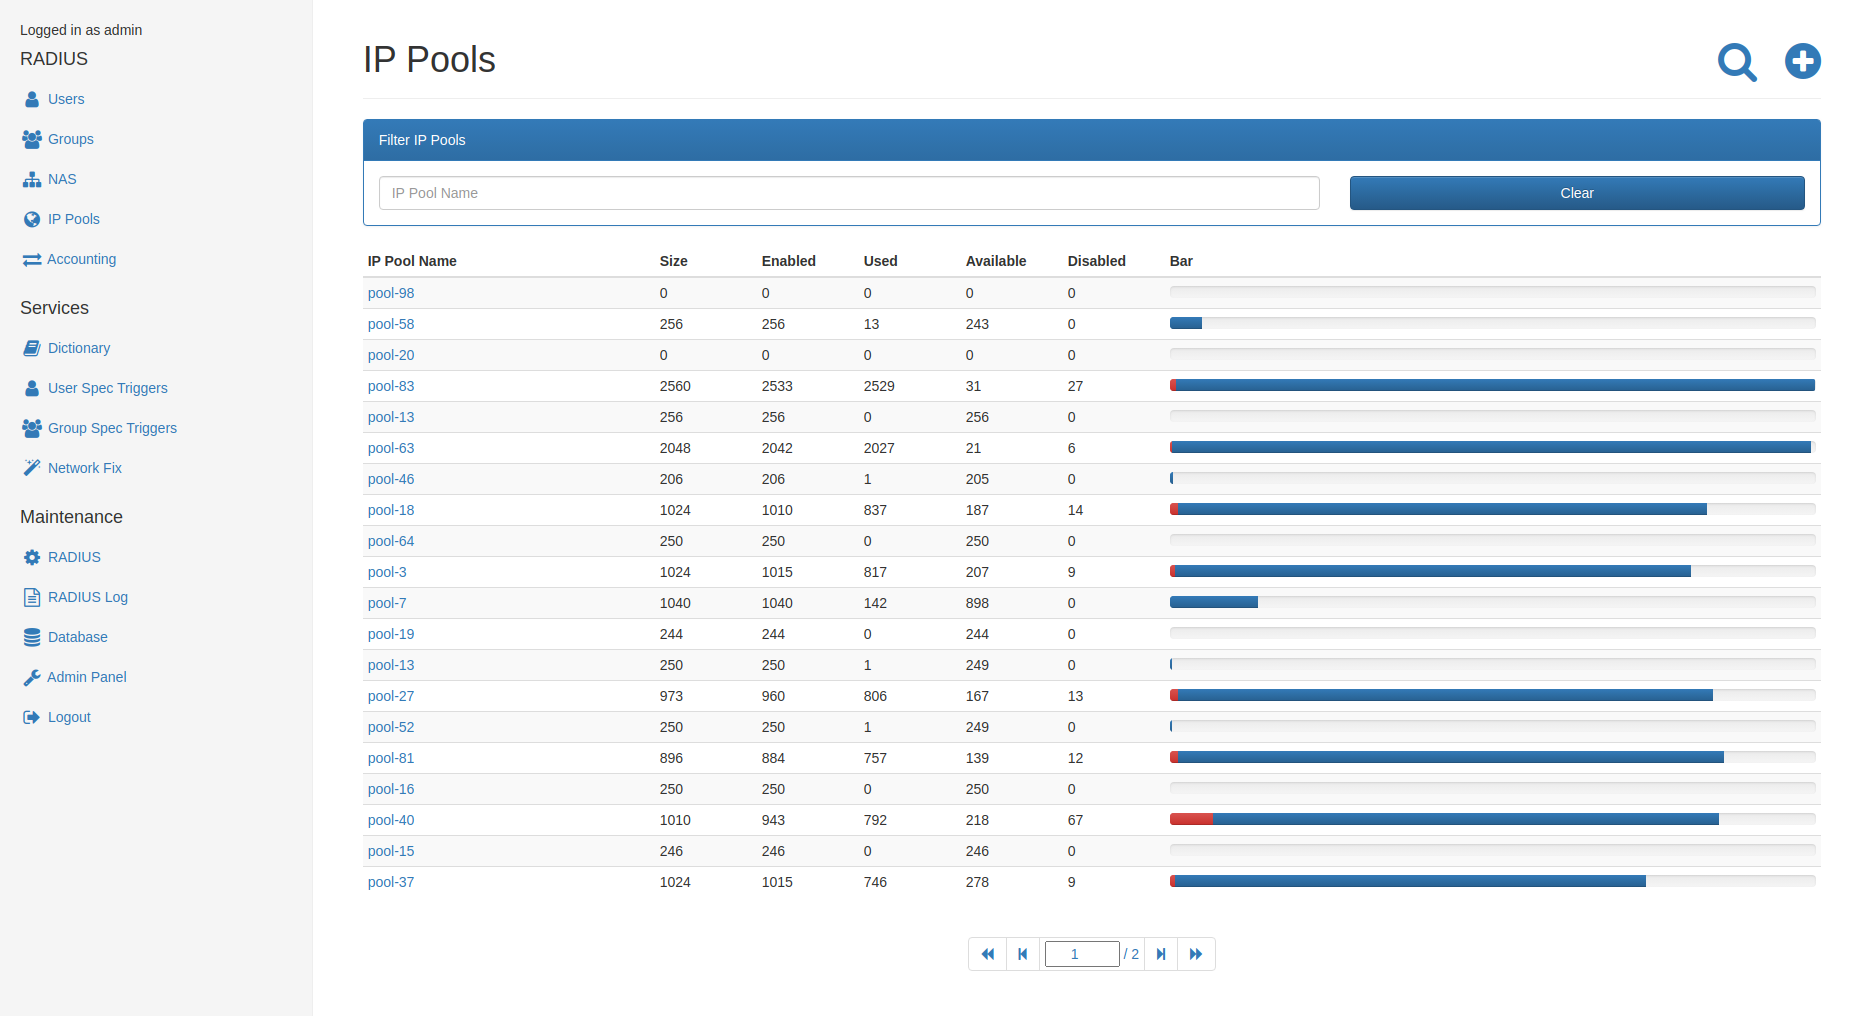 Logged in as admin
RADIUS
Users
Groups
NAS
IP Pools
Accounting
Services
Dictionary
User Spec Triggers
Group Spec Triggers
Network Fix
Maintenance
RADIUS
RADIUS Log
Database
Admin Panel
Logout
IP Pools
Filter IP Pools
IP Pool Name Clear
IP Pool Name Size Enabled Used Available Disabled Bar
pool-98 0 0 0 0 0
pool-58 256 256 13 243 0
pool-20 0 0 0 0 0
pool-83 2560 2533 2529 31 27
pool-13 256 256 0 256 0
pool-63 2048 2042 2027 21 6
pool-46 206 206 1 205 0
pool-18 1024 1010 837 187 14
pool-64 250 250 0 250 0
pool-3 1024 1015 817 207 9
pool-7 1040 1040 142 898 0
pool-19 244 244 0 244 0
pool-13 250 250 1 249 0
pool-27 973 960 806 167 13
pool-52 250 250 1 249 0
pool-81 896 884 757 139 12
pool-16 250 250 0 250 0
pool-40 1010 943 792 218 67
pool-15 246 246 0 246 0
pool-37 1024 1015 746 278 9
1 / 2